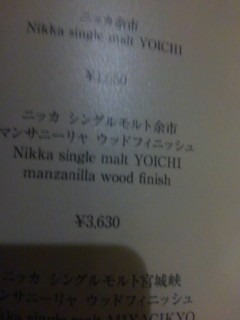 ニッカ余市
Nikka single malt YOICHI
ニッカ シングルモルト余市
マンサニーリャ ウッドフィニッシュ
Nikka single malt YOICHI
manzanilla wood finish
¥3,630
ニッカ シングルモルト宮城峡
マンサニーリャ ウッドフィニッシュ
single malt MIYAGIKYO